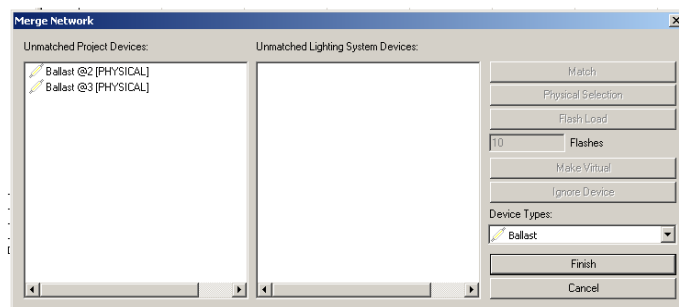 Merge Network
Unmatched Project Devices:
Unmatched Lighting System Devices:
Ballast @2 [PHYSICAL]
Ballast @3 [PHYSICAL]
Match
Physical Selection
Flash Load
10 Flashes
Make Virtual
Ignore Device
Device Types:
Ballast
Finish
Cancel